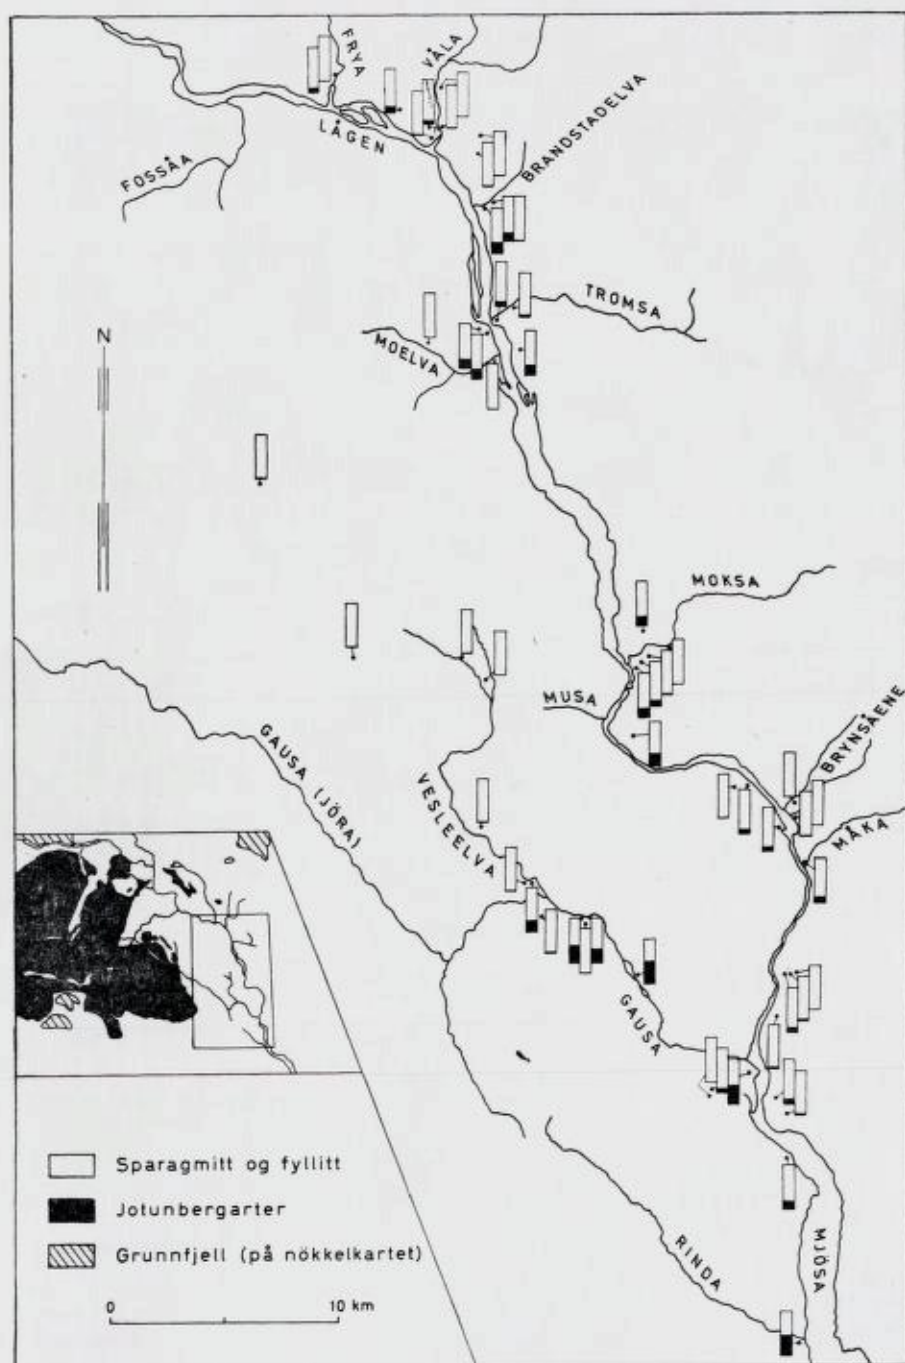 FRYA
VÅLA
LÅGEN
BRANDSTADELVA
FOSSÅA
TROMSA
N
MOELVA
MOKSA
MUSA
BRYNSÅENE
GAUSA (JÖRA)
VESLEELVA
MÅKA
GAUSA
Sparagmitt og fyllitt
Jotunbergarter
Grunnfjell (på nökkelkartet)
RINDA
MJÖSA
0 10 km